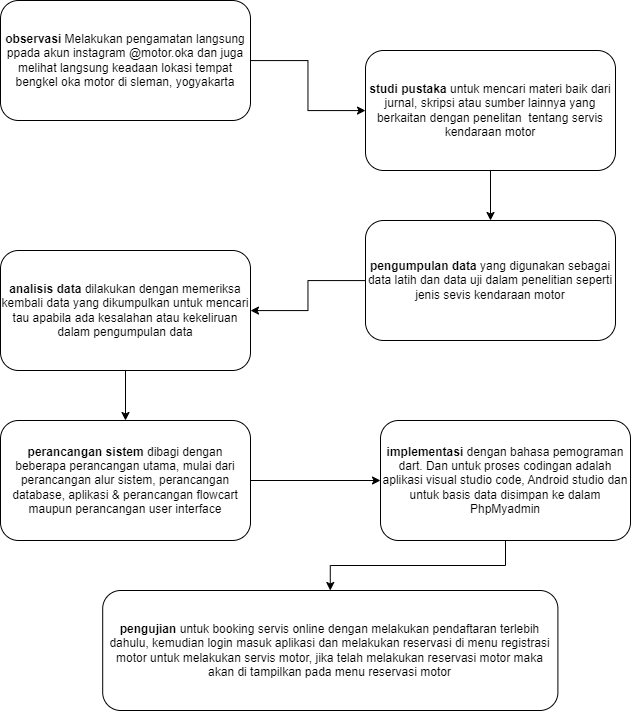 observasi Melakukan pengamatan langsung
ppada akun instagram @motor.oka dan juga
melihat langsung keadaan lokasi tempat
bengkel oka motor di sleman, yogyakarta
studi pustaka untuk mencari materi baik dari
jurnal, skripsi atau sumber lainnya yang
berkaitan dengan penelitan tentang servis
kendaraan motor
pengumpulan data yang digunakan sebagai
data latih dan data uji dalam penelitian seperti
jenis sevis kendaraan motor
analisis data dilakukan dengan memeriksa
kembali data yang dikumpulkan untuk mencari
tau apabila ada kesalahan atau kekeliruan
dalam pengumpulan data
perancangan sistem dibagi dengan
beberapa perancangan utama, mulai dari
perancangan alur sistem, perancangan
database, aplikasi & perancangan flowcart
maupun perancangan user interface
implementasi dengan bahasa pemograman
dart. Dan untuk proses codingan adalah
aplikasi visual studio code, Android studio dan
untuk basis data disimpan ke dalam
PhpMyadmin
pengujian untuk booking servis online dengan melakukan pendaftaran terlebih
dahulu, kemudian login masuk aplikasi dan melakukan reservasi di menu registrasi
motor untuk melakukan servis motor, jika telah melakukan reservasi motor maka
akan di tampilkan pada menu reservasi motor